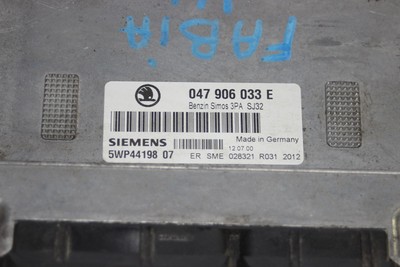 FABIA
047 906 033 E
Benzin Simos 3PA SJ32
SIEMENS
Made in Germany
12.07.00
5WP44198 07
ER SME 028321 R031 2012